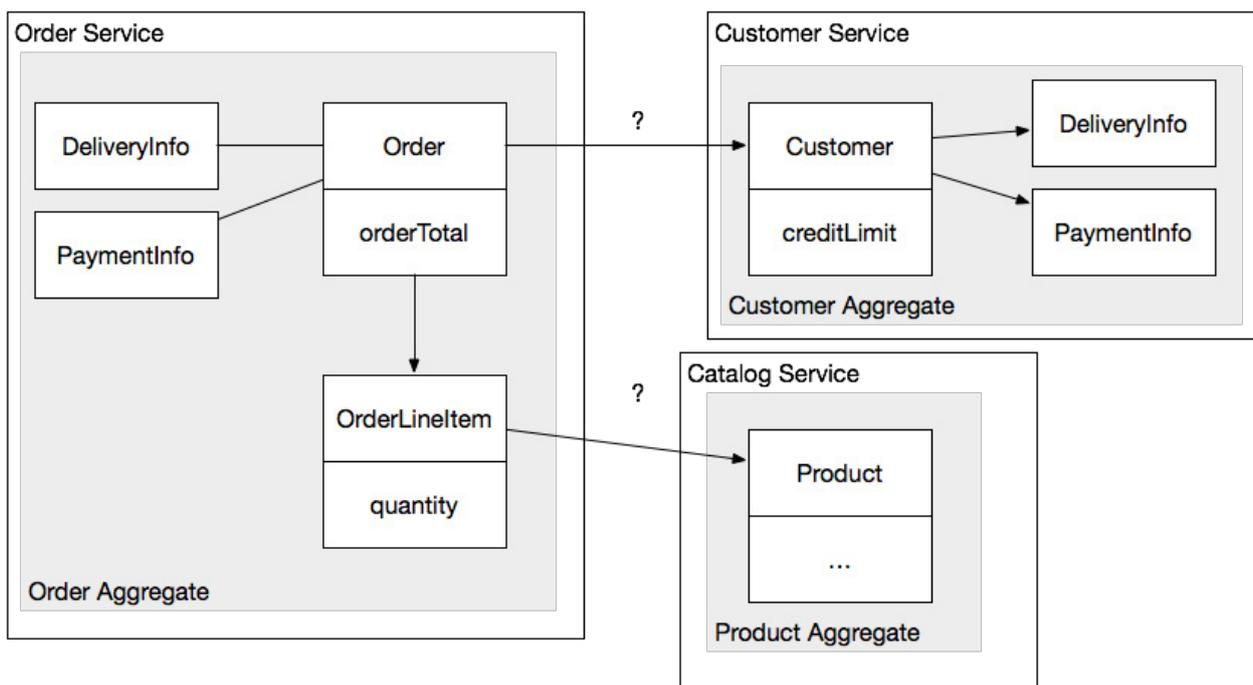 Order Service
DeliveryInfo
Order
PaymentInfo
orderTotal
OrderLineItem
quantity
Order Aggregate
?
Customer Service
Customer
DeliveryInfo
creditLimit
PaymentInfo
Customer Aggregate
?
Catalog Service
Product
...
Product Aggregate